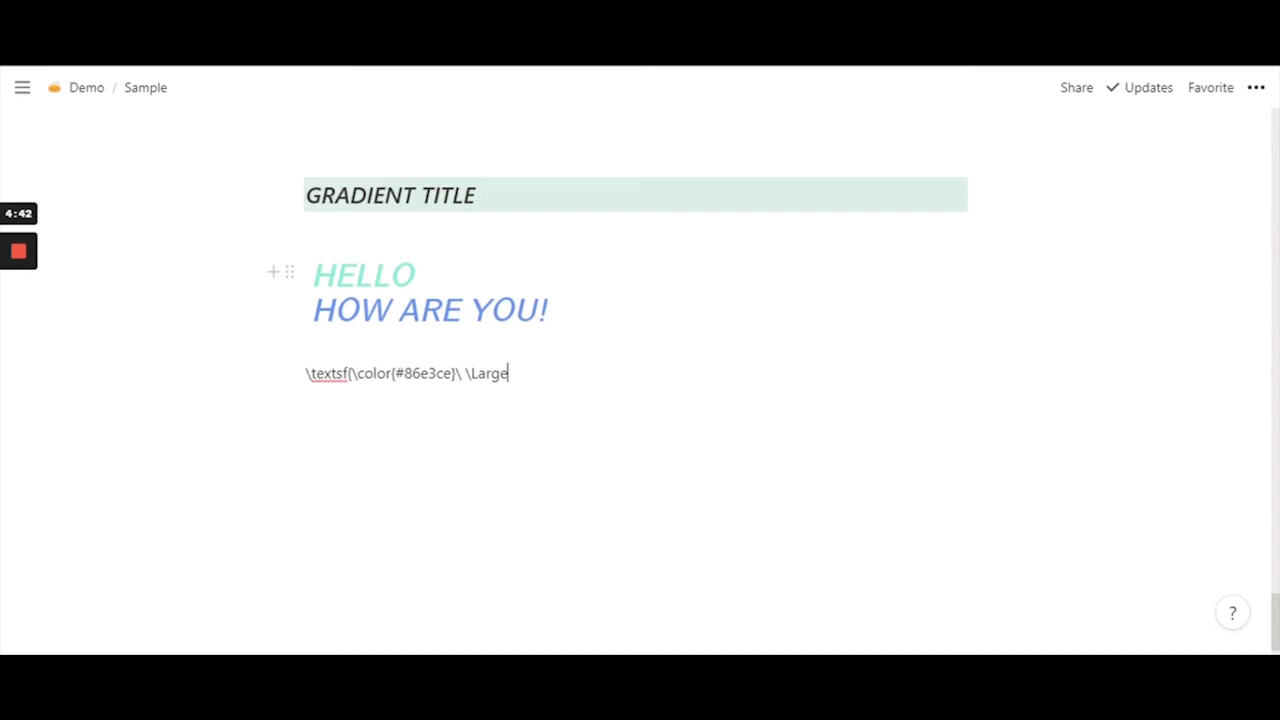 Demo / Sample
Share Updates Favorite
GRADIENT TITLE
4:42
HELLO
HOW ARE YOU!
\textsf{\color{#86e3ce}\ \Large
?